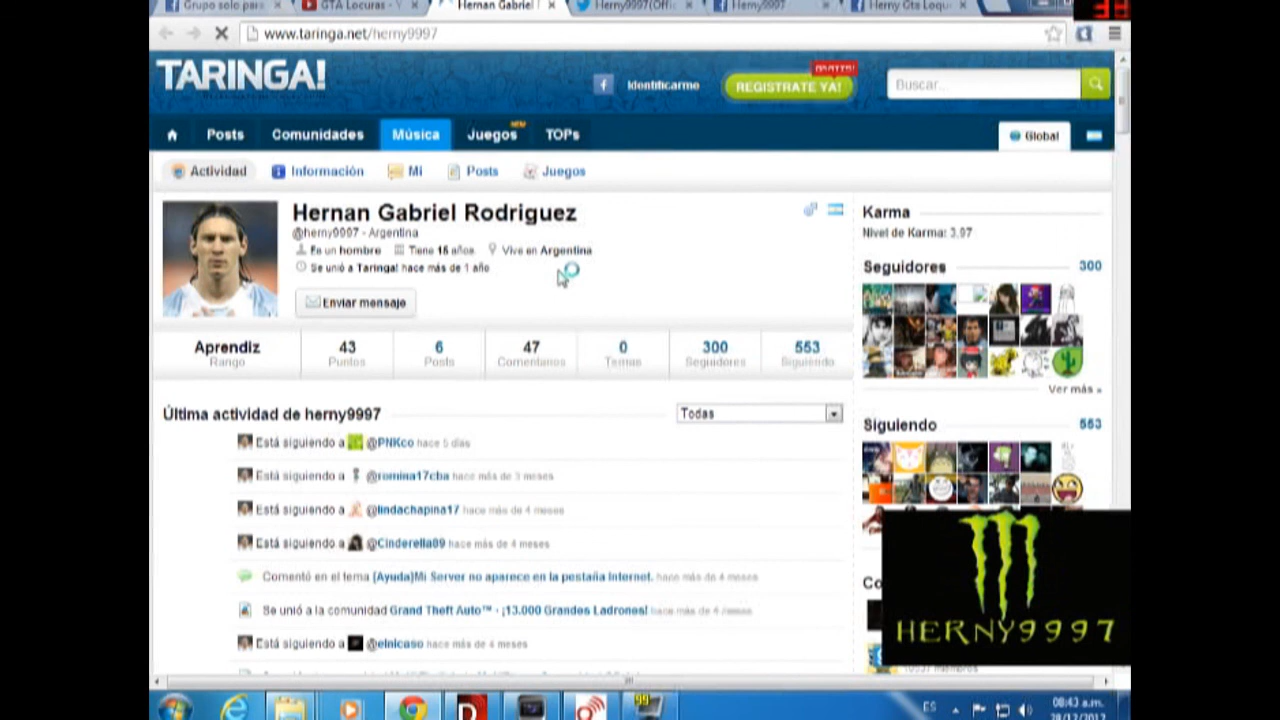 Grupo solo para
GTA Locuras - Y
Hernan Gabriel
Herny9997(Offi
Herny9997
Herny Gta Loqu
www.taringa.net/herny9997
TARINGA!
Identificarme
GRATIS!
REGISTRATE YA!
Buscar...
Posts
Comunidades
Música
Juegos
NEW
TOPs
Global
Actividad
Información
Mi
Posts
Juegos
Hernan Gabriel Rodriguez
@herny9997 - Argentina
Es un hombre
Tiene 15 años.
Vive en Argentina
Se unió a Taringa! hace más de 1 año
Enviar mensaje
Karma
Nivel de Karma: 3.97
Seguidores 300
Ver más »
Aprendiz
Rango
43
Puntos
6
Posts
47
Comentarios
0
Temas
300
Seguidores
553
Siguiendo
Última actividad de herny9997
Todas
Siguiendo 553
Está siguiendo a @PNKco hace 5 días
Está siguiendo a @romina17cba hace más de 3 meses
Está siguiendo a @lindachapina17 hace más de 4 meses
Está siguiendo a @Cinderella89 hace más de 4 meses
Comentó en el tema (Ayuda)Mi Server no aparece en la pestaña Internet. hace más de 4 meses
Se unió a la comunidad Grand Theft Auto™ - ¡13.000 Grandes Ladrones! hace más de 4 meses
Está siguiendo a @elnicaso hace más de 4 meses
Co
HERNY9997
miembros
99
ES
08:43 a.m.
28/12/2012